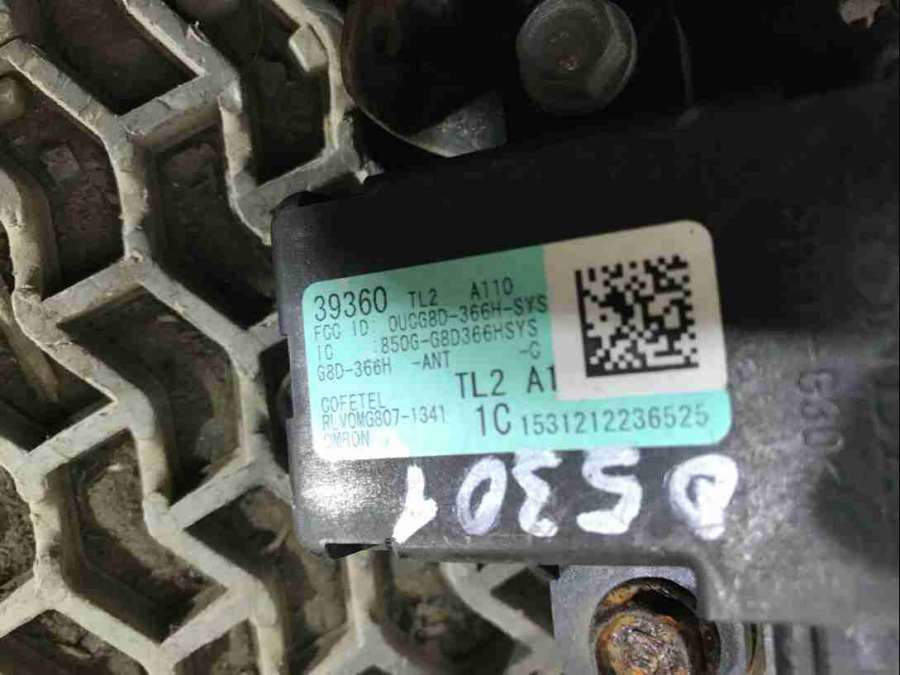 39360 TL2 A110
FCC ID: OUCG8D-366H-SYS
IC :850G-G8D366HSYS
G8D-366H -ANT -C
TL2 A1
COFETEL
RLVOMG807-1341
OMRON
1C 1531212236525